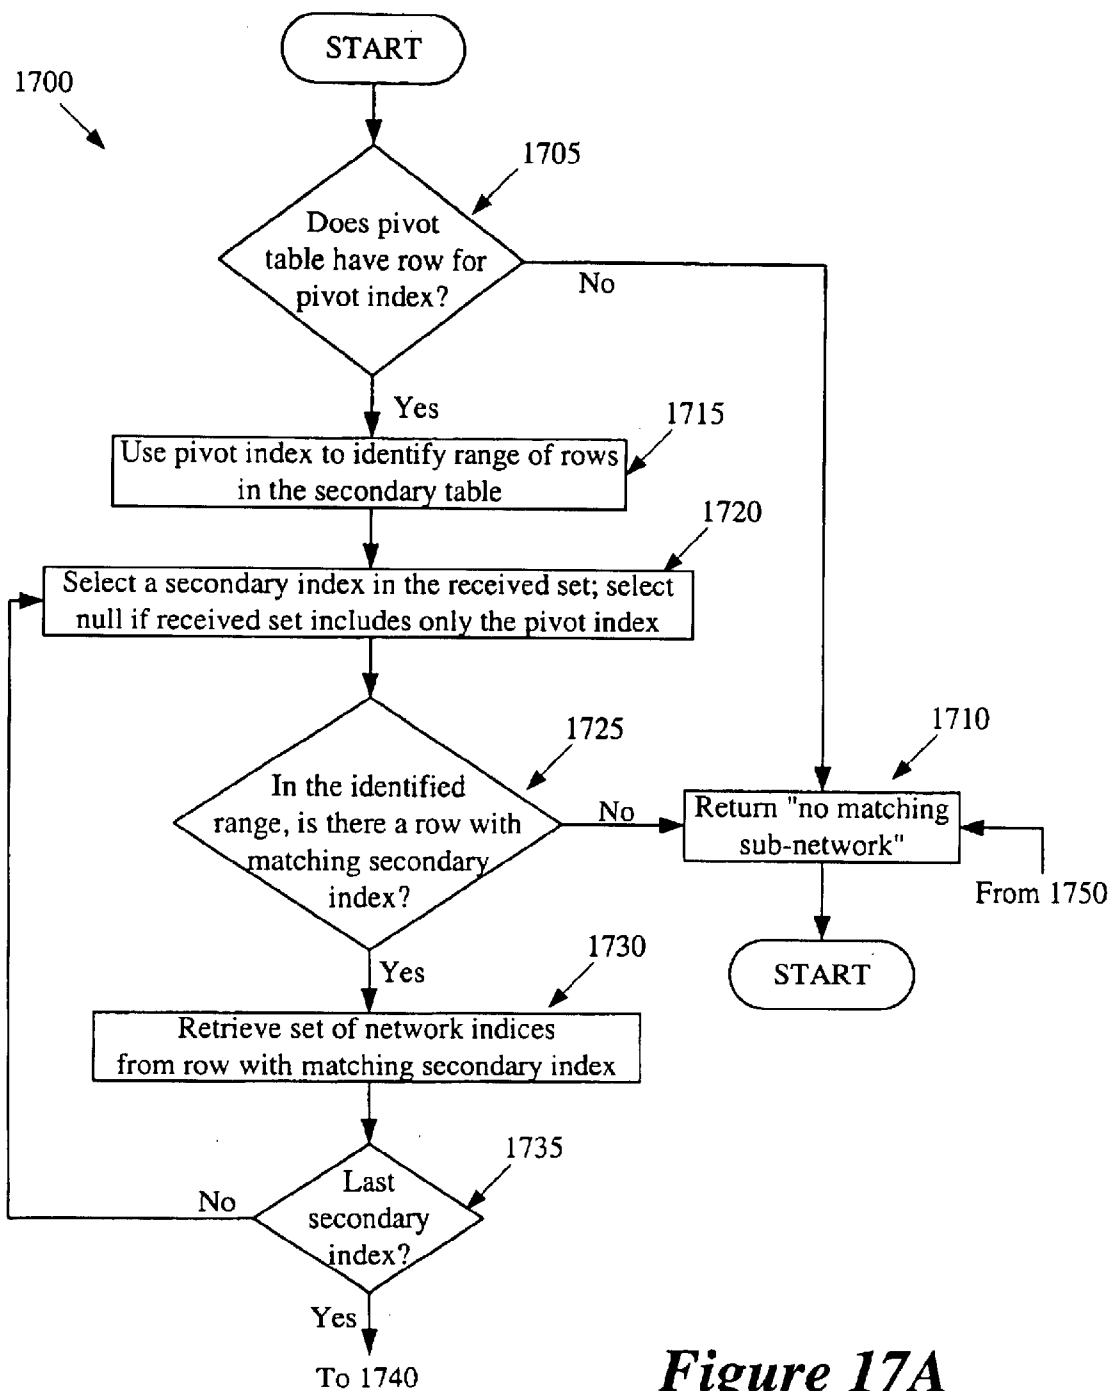 START
1700
1705
Does pivot
table have row for
pivot index?
No
Yes
1715
Use pivot index to identify range of rows
in the secondary table
1720
Select a secondary index in the received set; select
null if received set includes only the pivot index
1725
In the identified
range, is there a row with
matching secondary
index?
No
1710
Return "no matching
sub-network"
From 1750
START
Yes
1730
Retrieve set of network indices
from row with matching secondary index
1735
Last
secondary
index?
No
Yes
To 1740
Figure 17A